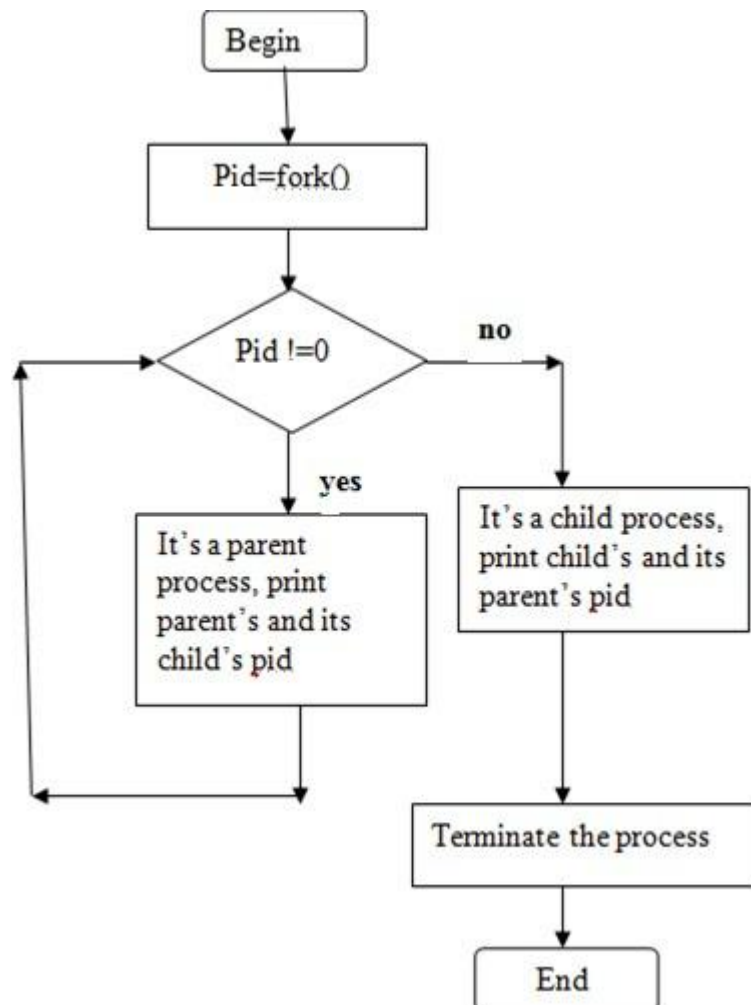 Begin
Pid=fork()
Pid !=0
no
yes
It's a parent
process, print
parent's and its
child's pid
It's a child process,
print child's and its
parent's pid
Terminate the process
End